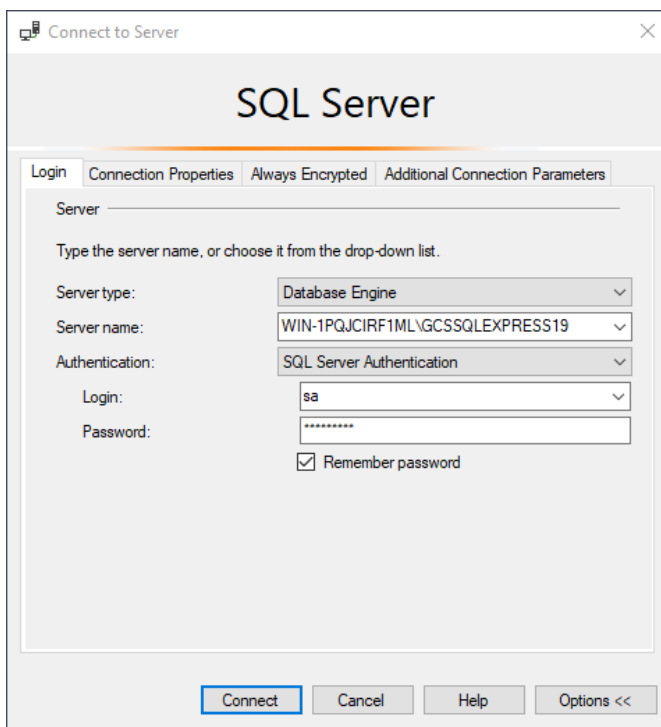 Connect to Server
SQL Server
Login Connection Properties Always Encrypted Additional Connection Parameters
Server
Type the server name, or choose it from the drop-down list.
Server type: Database Engine
Server name: WIN-1PQJCIRF1ML\GCSSQLEXPRESS19
Authentication: SQL Server Authentication
Login: sa
Password: *********
Remember password
Connect Cancel Help Options <<